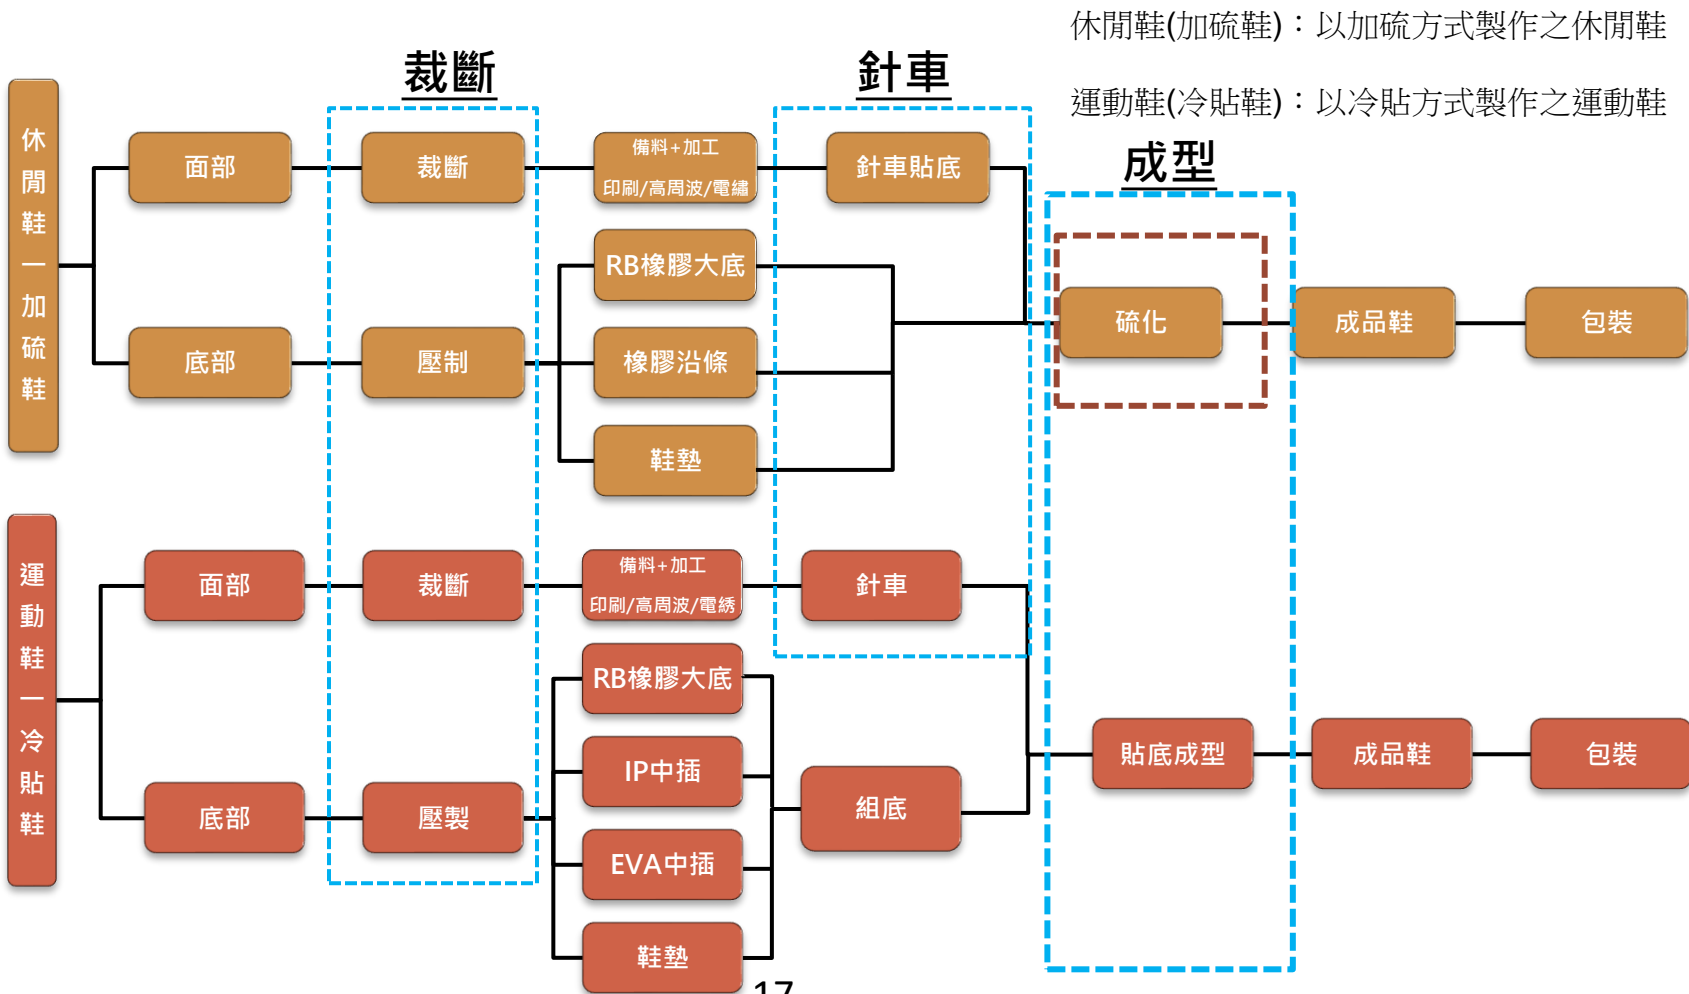 休閒鞋(加硫鞋)：以加硫方式製作之休閒鞋
運動鞋(冷貼鞋)：以冷貼方式製作之運動鞋
裁斷
針車
成型
休閒鞋—加硫鞋
面部
裁斷
備料+加工
印刷/高周波/電繡
針車貼底
底部
壓制
RB橡膠大底
橡膠沿條
鞋墊
硫化
成品鞋
包裝
運動鞋—冷貼鞋
面部
裁斷
備料+加工
印刷/高周波/電綉
針車
底部
壓製
RB橡膠大底
IP中插
EVA中插
鞋墊
組底
貼底成型
成品鞋
包裝
17